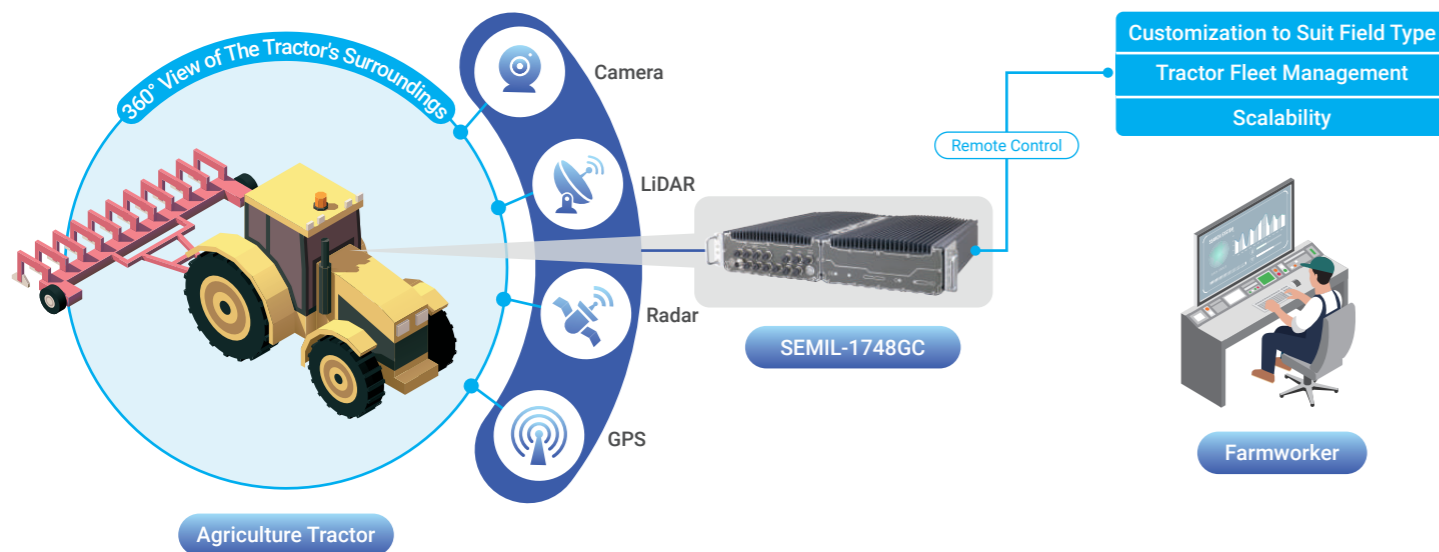 360° View of The Tractor's Surroundings
Camera
LiDAR
Radar
GPS
Agriculture Tractor
SEMIL-1748GC
Remote Control
Customization to Suit Field Type
Tractor Fleet Management
Scalability
Farmworker